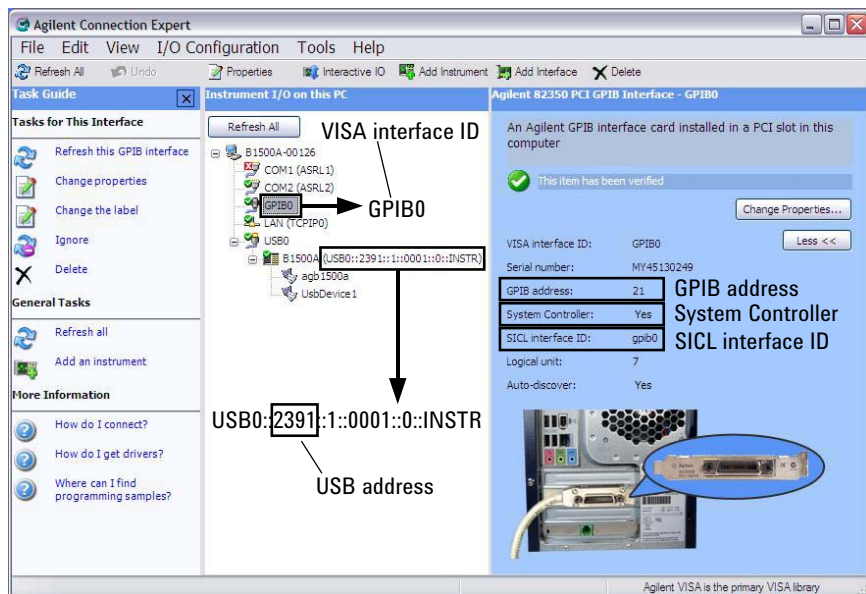 Agilent Connection Expert
File Edit View I/O Configuration Tools Help
Refresh All Undo Properties Interactive IO Add Instrument Add Interface Delete
Task Guide
Tasks for This Interface
Refresh this GPIB interface
Change properties
Change the label
Ignore
Delete
General Tasks
Refresh all
Add an instrument
More Information
How do I connect?
How do I get drivers?
Where can I find
programming samples?
Instrument I/O on this PC
Refresh All
VISA interface ID
B1500A-00126
COM1 (ASRL1)
COM2 (ASRL2)
GPIB0
GPIB0
LAN (TCPIP0)
USB0
B1500A (USB0::2391::1::0001::0::INSTR)
agb1500a
UsbDevice1
USB0::2391::1::0001::0::INSTR
USB address
Agilent 82350 PCI GPIB Interface - GPIB0
An Agilent GPIB interface card installed in a PCI slot in this
computer
This item has been verified
Change Properties...
Less <<
VISA interface ID: GPIB0
Serial number: MY45130249
GPIB address: 21 GPIB address
System Controller: Yes System Controller
SICL interface ID: gpib0 SICL interface ID
Logical unit: 7
Auto-discover: Yes
Agilent
Agilent VISA is the primary VISA library